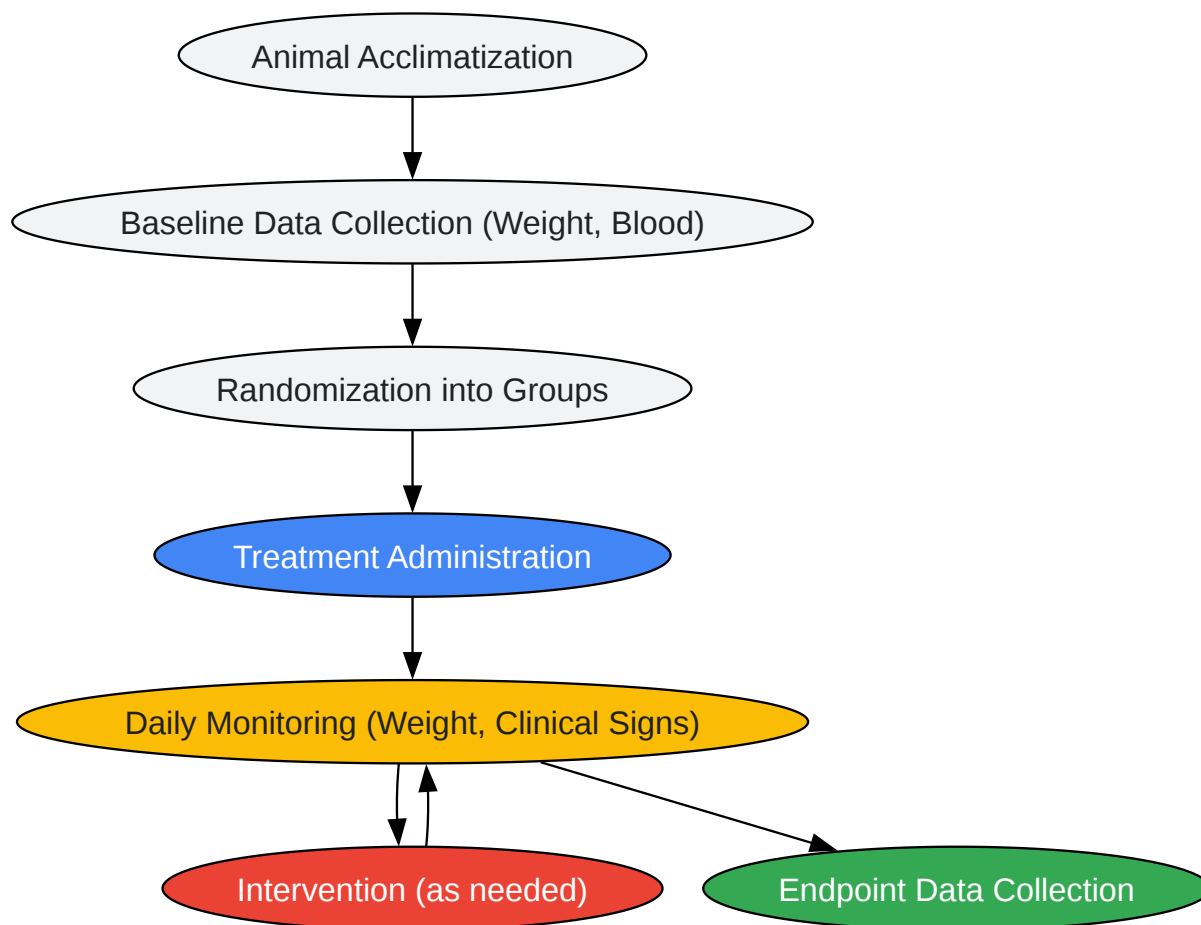 Animal Acclimatization
Baseline Data Collection (Weight, Blood)
Randomization into Groups
Treatment Administration
Daily Monitoring (Weight, Clinical Signs)
Intervention (as needed)
Endpoint Data Collection